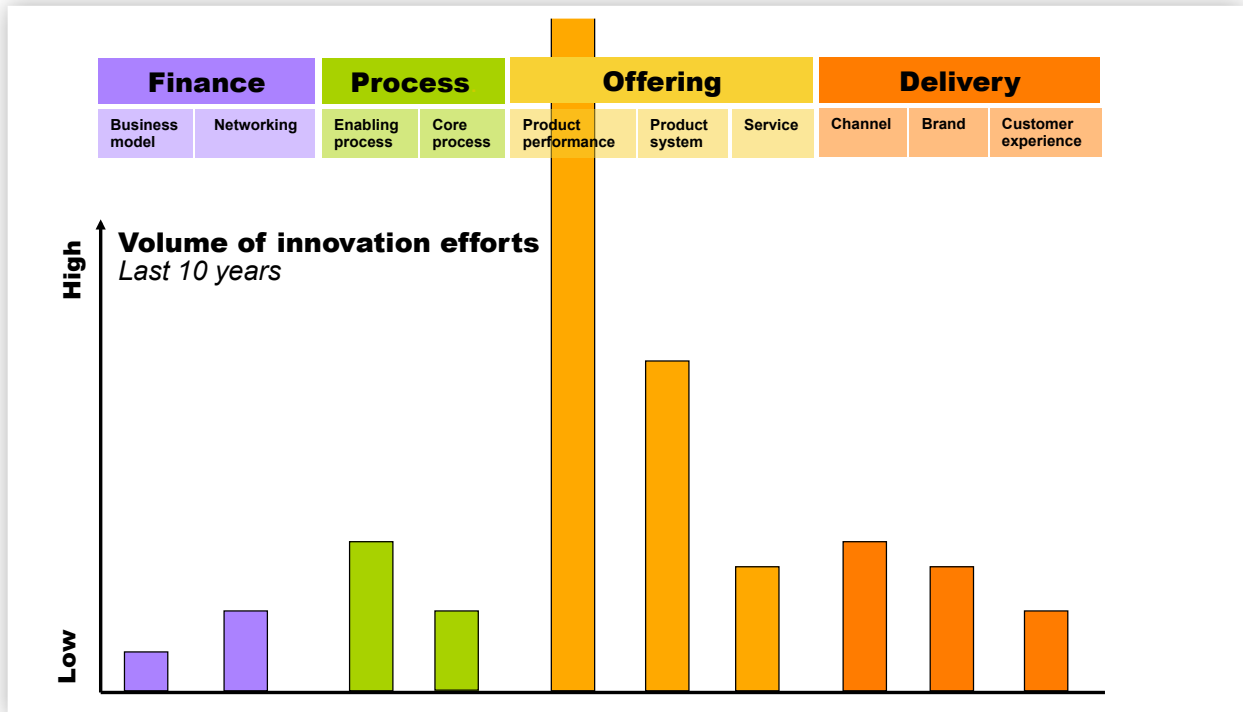 Finance
Process
Offering
Delivery
Business
model
Networking
Enabling
process
Core
process
Product
performance
Product
system
Service
Channel
Brand
Customer
experience
Volume of innovation efforts
Last 10 years
High
Low